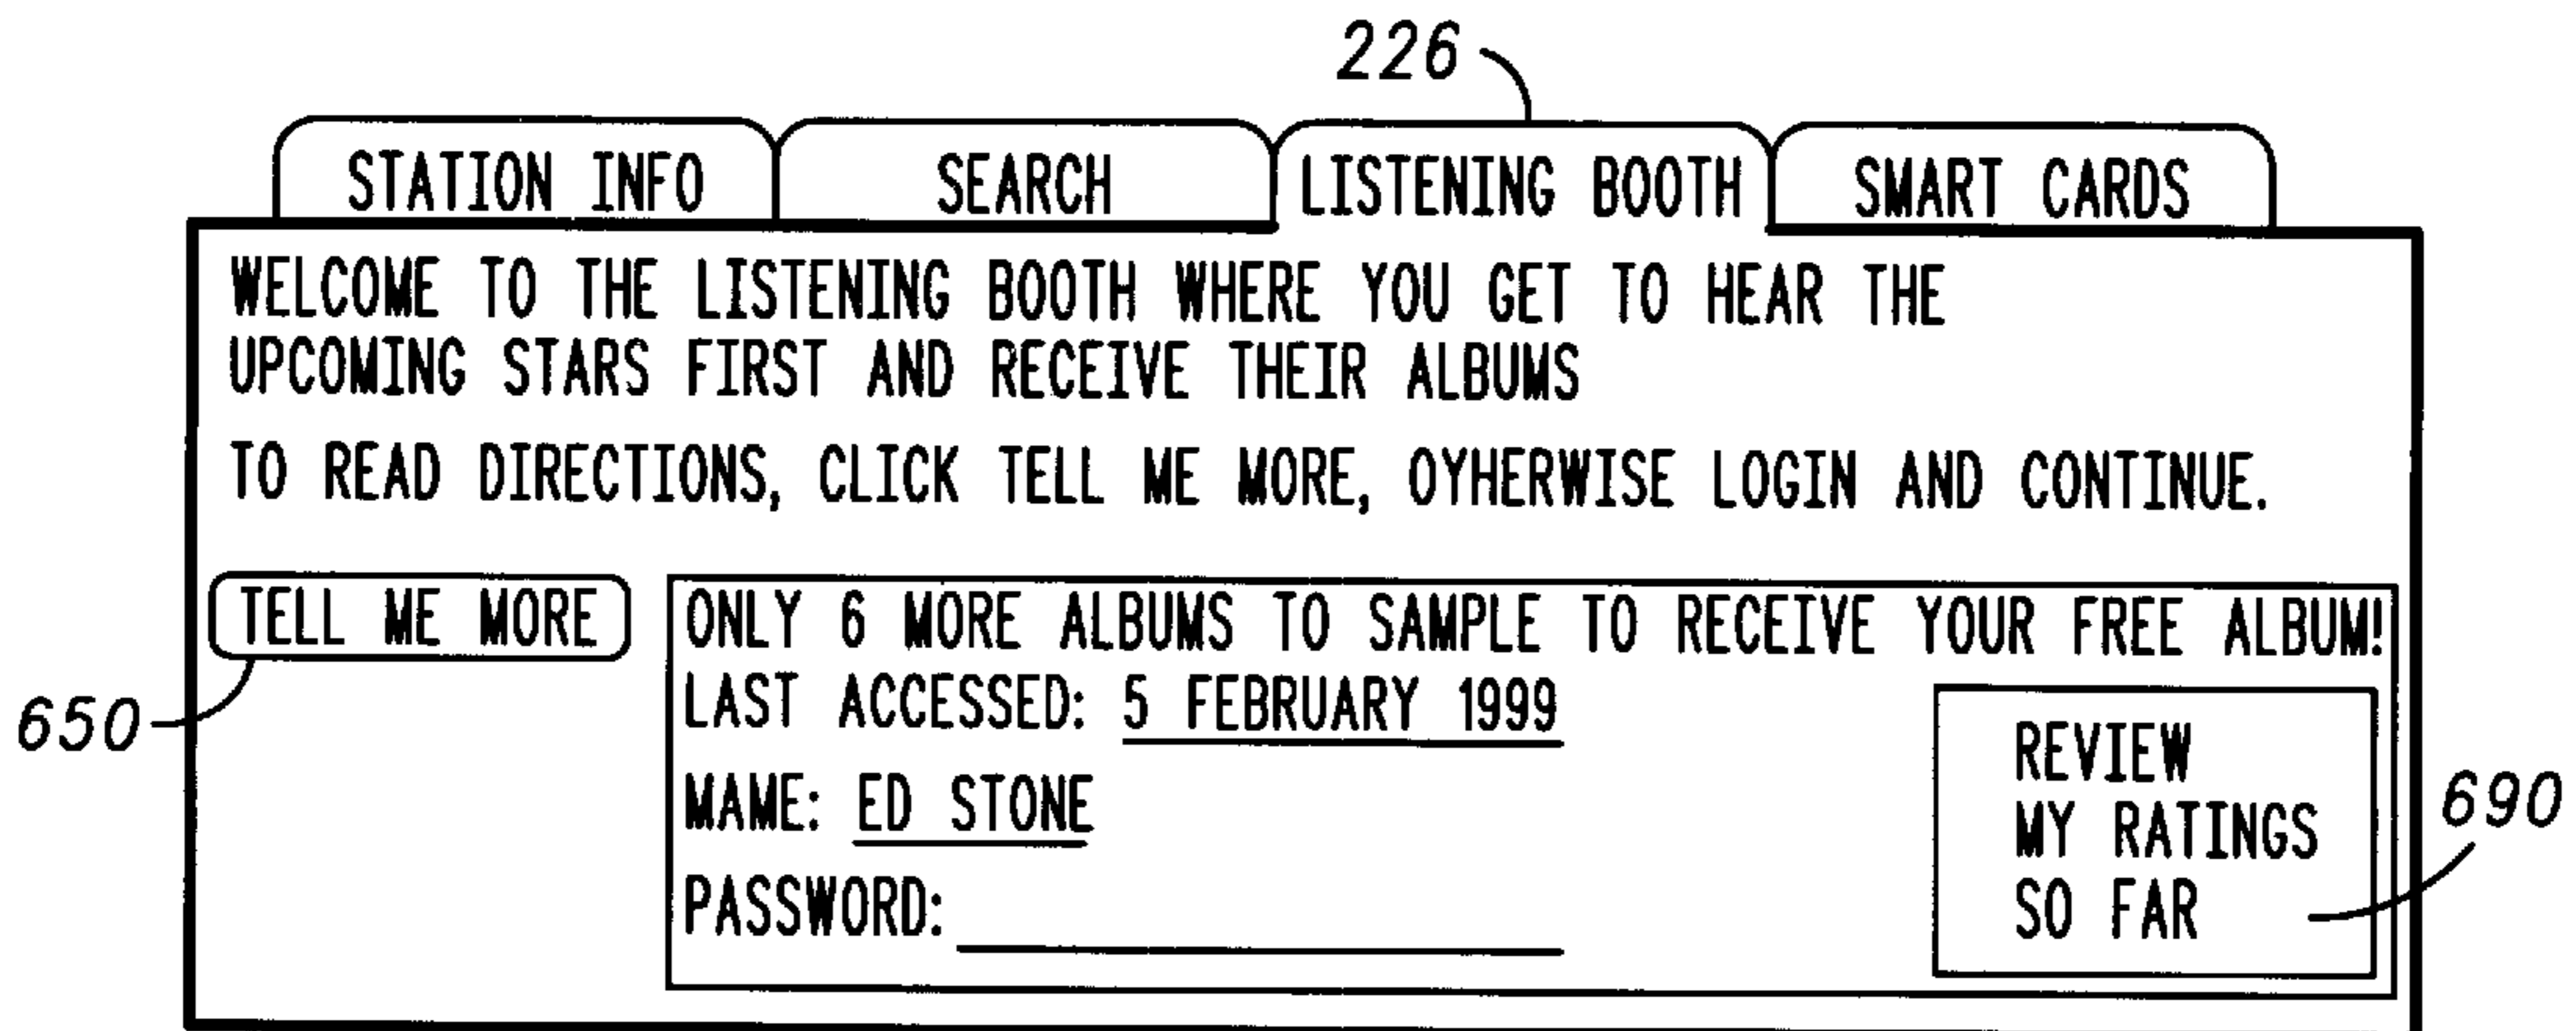 226
STATION INFO SEARCH LISTENING BOOTH SMART CARDS
WELCOME TO THE LISTENING BOOTH WHERE YOU GET TO HEAR THE
UPCOMING STARS FIRST AND RECEIVE THEIR ALBUMS
TO READ DIRECTIONS, CLICK TELL ME MORE, OYHERWISE LOGIN AND CONTINUE.
TELL ME MORE
650
ONLY 6 MORE ALBUMS TO SAMPLE TO RECEIVE YOUR FREE ALBUM!
LAST ACCESSED: 5 FEBRUARY 1999
MAME: ED STONE
PASSWORD:
REVIEW
MY RATINGS
SO FAR
690